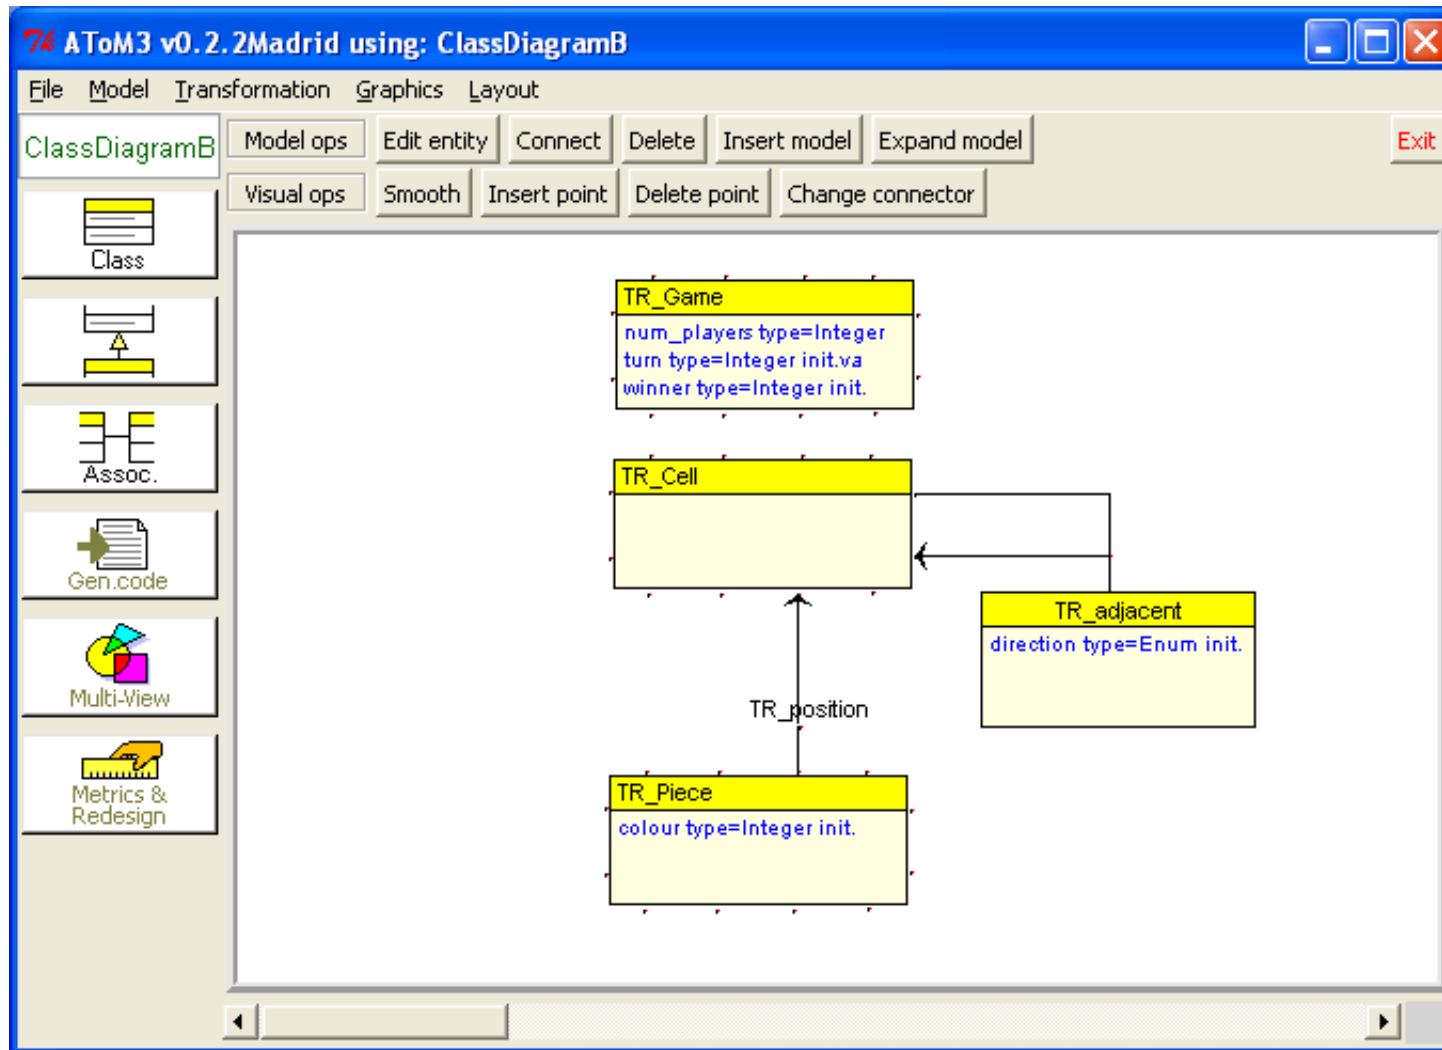 AToM3 v0.2.2Madrid using: ClassDiagramB
File Model Transformation Graphics Layout
ClassDiagramB
Model ops Edit entity Connect Delete Insert model Expand model Exit
Visual ops Smooth Insert point Delete point Change connector
Class
Assoc.
Gen.code
Multi-View
Metrics &
Redesign
TR_Game
num_players type=Integer
turn type=Integer init.va
winner type=Integer init.
TR_Cell
TR_adjacent
direction type=Enum init.
TR_position
TR_Piece
colour type=Integer init.